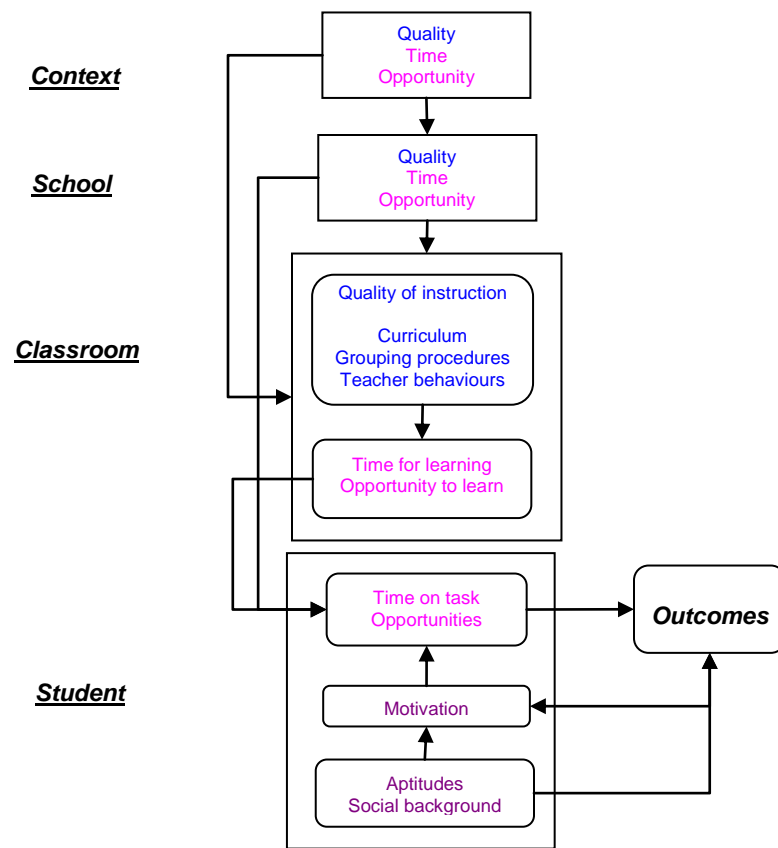 Context
Quality
Time
Opportunity
School
Quality
Time
Opportunity
Classroom
Quality of instruction
Curriculum
Grouping procedures
Teacher behaviours
Time for learning
Opportunity to learn
Student
Time on task
Opportunities
Outcomes
Motivation
Aptitudes
Social background